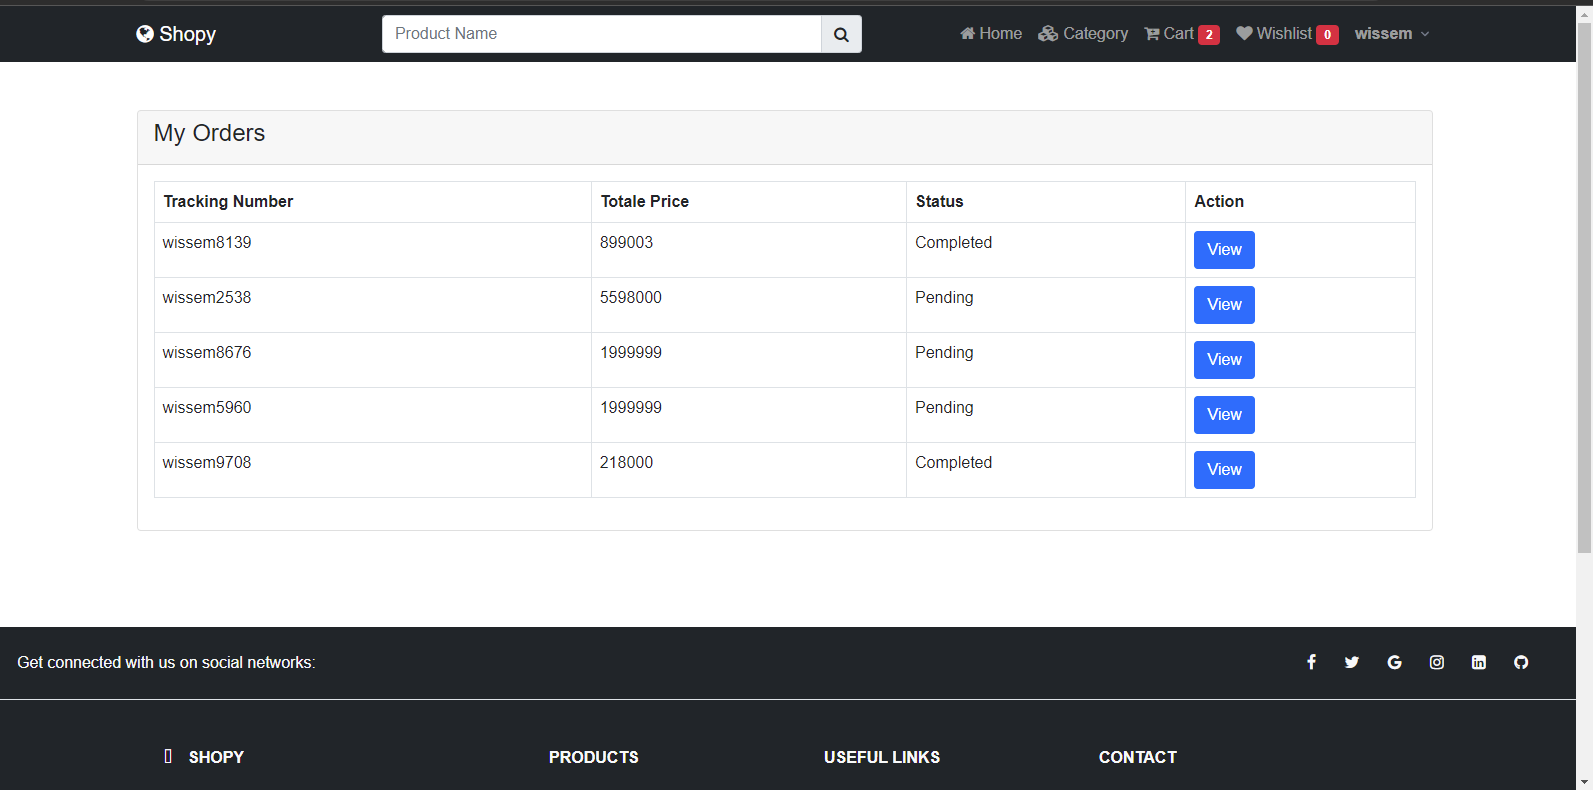 Shopy Product Name Home Category Cart 2 Wishlist 0 wissem
My Orders
Tracking Number Totale Price Status Action
wissem8139 899003 Completed View
wissem2538 5598000 Pending View
wissem8676 1999999 Pending View
wissem5960 1999999 Pending View
wissem9708 218000 Completed View
Get connected with us on social networks:
SHOPY PRODUCTS USEFUL LINKS CONTACT